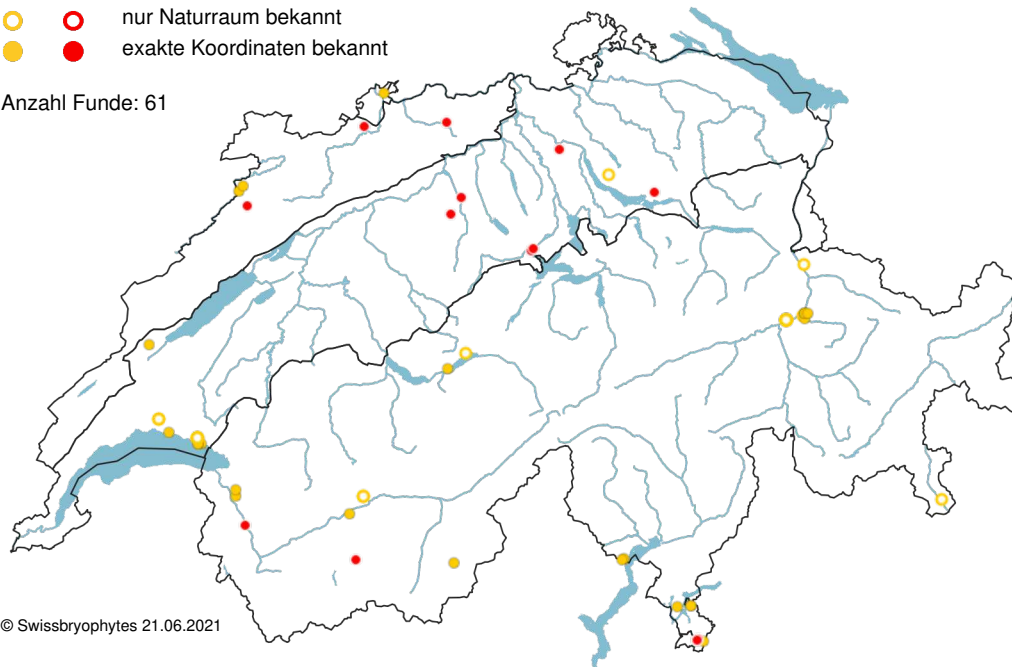 nur Naturraum bekannt
exakte Koordinaten bekannt
Anzahl Funde: 61
© Swissbryophytes 21.06.2021